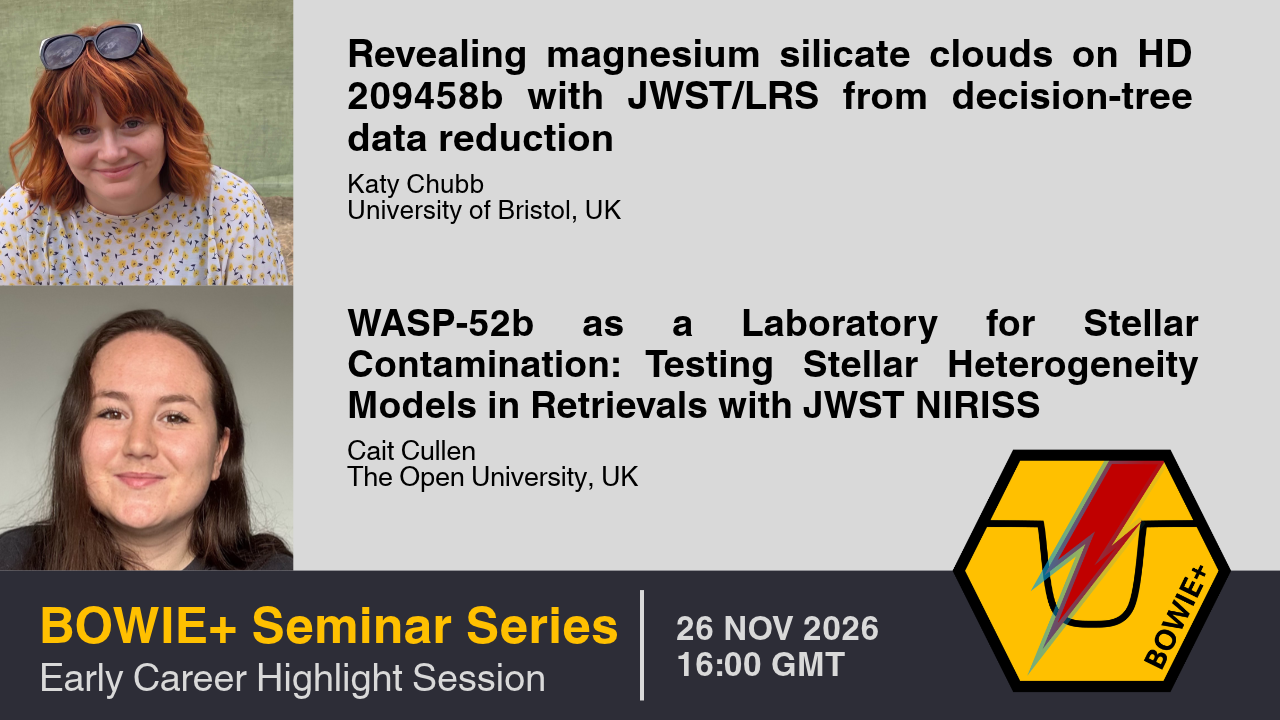 Revealing magnesium silicate clouds on HD
209458b with JWST/LRS from decision-tree
data reduction
Katy Chubb
University of Bristol, UK
WASP-52b as a Laboratory for Stellar
Contamination: Testing Stellar Heterogeneity
Models in Retrievals with JWST NIRISS
Cait Cullen
The Open University, UK
BOWIE+ Seminar Series
Early Career Highlight Session
26 NOV 2026
16:00 GMT
BOWIE+